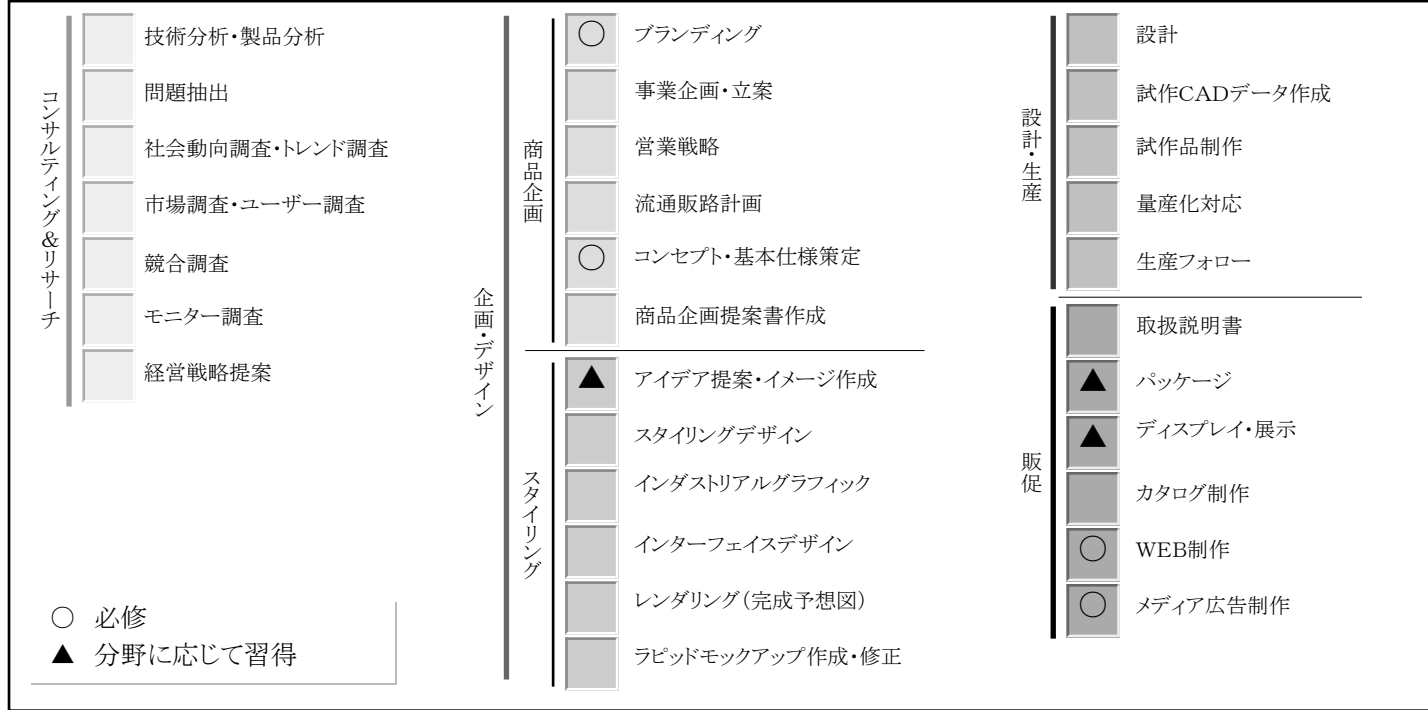 コンサルティング&リサーチ
技術分析・製品分析
問題抽出
社会動向調査・トレンド調査
市場調査・ユーザー調査
競合調査
モニター調査
経営戦略提案
企画・デザイン
商品企画
○ ブランディング
事業企画・立案
営業戦略
流通販路計画
○ コンセプト・基本仕様策定
商品企画提案書作成
スタイリング
▲ アイデア提案・イメージ作成
スタイリングデザイン
インダストリアルグラフィック
インターフェイスデザイン
レンダリング(完成予想図)
ラピッドモックアップ作成・修正
設計・生産
設計
試作CADデータ作成
試作品制作
量産化対応
生産フォロー
販促
取扱説明書
▲ パッケージ
▲ ディスプレイ・展示
カタログ制作
○ WEB制作
○ メディア広告制作
○ 必修
▲ 分野に応じて習得